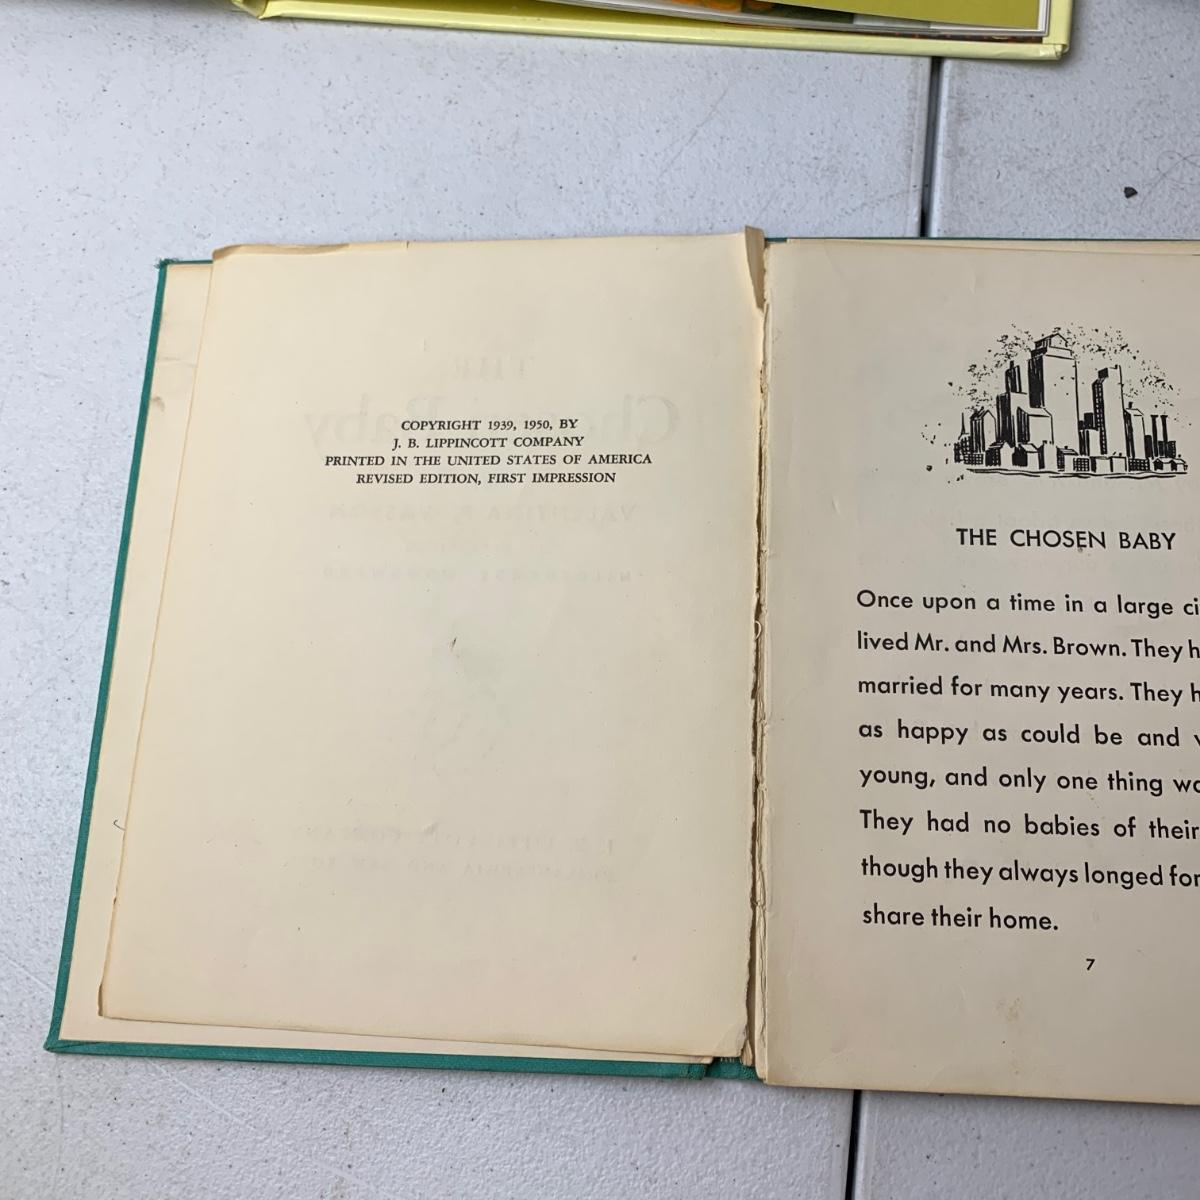 COPYRIGHT 1939, 1950, BY
J. B. LIPPINCOTT COMPANY
PRINTED IN THE UNITED STATES OF AMERICA
REVISED EDITION, FIRST IMPRESSION
THE CHOSEN BABY
Once upon a time in a large ci
lived Mr. and Mrs. Brown. They h
married for many years. They h
as happy as could be and
young, and only one thing wa
They had no babies of their
though they always longed for
share their home.
7